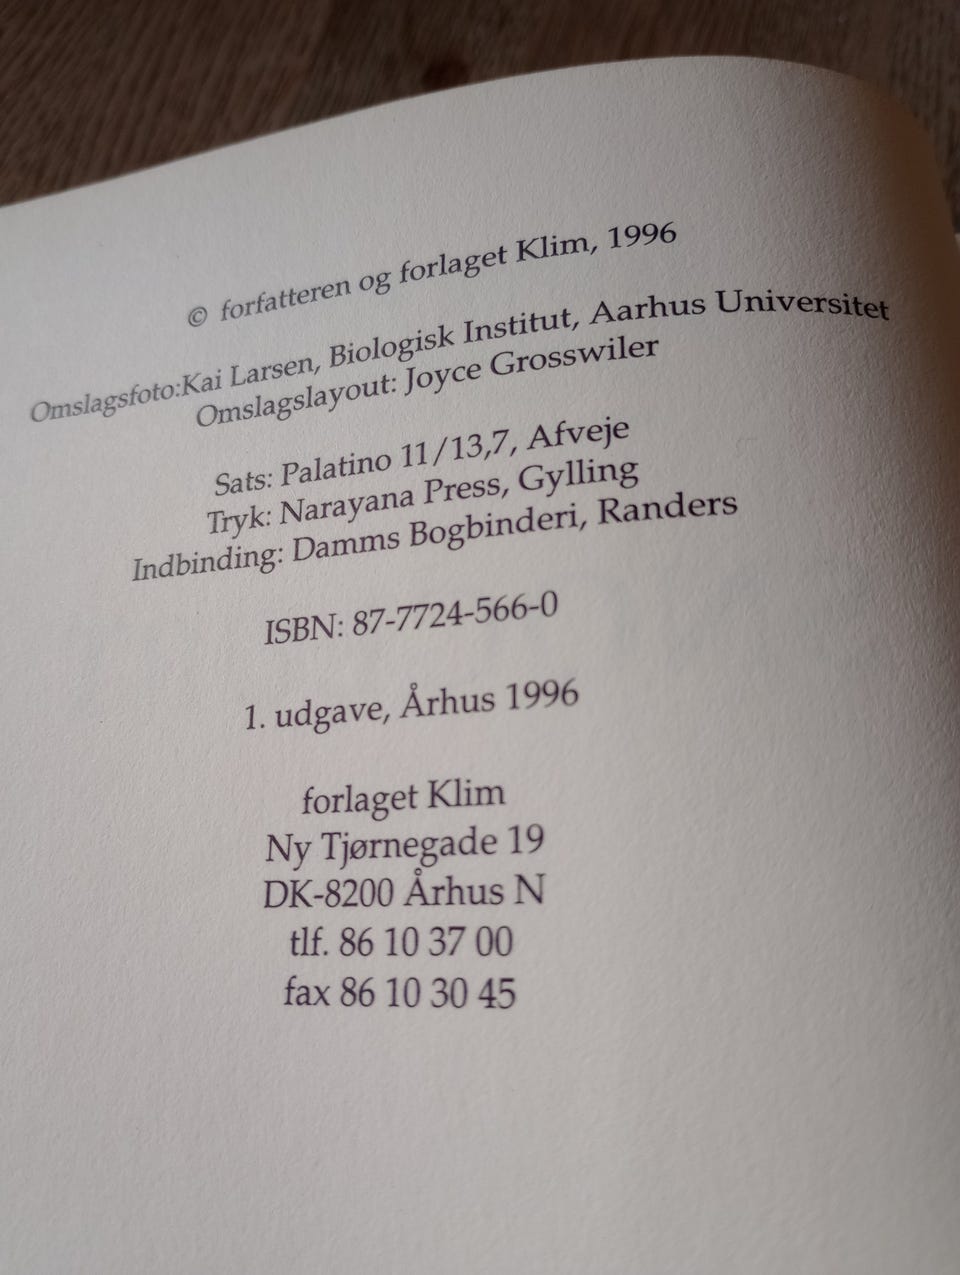 © forfatteren og forlaget Klim, 1996
Omslagsfoto:Kai Larsen, Biologisk Institut, Aarhus Universitet
Omslagslayout: Joyce Grosswiler
Sats: Palatino 11/13,7, Afveje
Tryk: Narayana Press, Gylling
Indbinding: Damms Bogbinderi, Randers
ISBN: 87-7724-566-0
1. udgave, Århus 1996
forlaget Klim
Ny Tjørnegade 19
DK-8200 Århus N
tlf. 86 10 37 00
fax 86 10 30 45